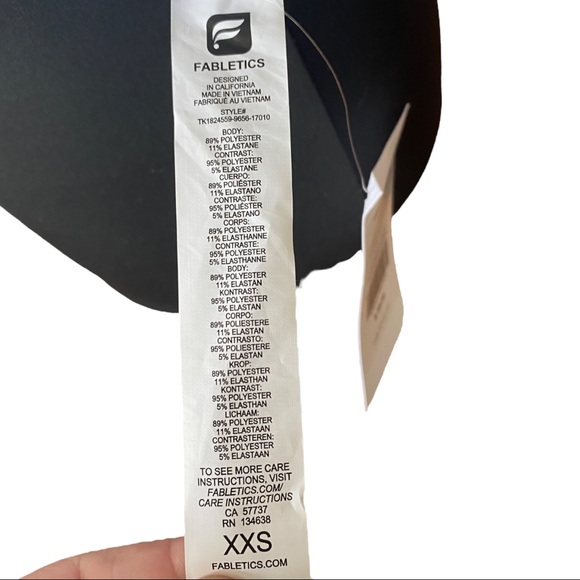 FABLETICS
DESIGNED
IN CALIFORNIA
MADE IN VIETNAM
FABRIQUÉ AU VIETNAM
STYLE#
TK1824559-9656-17010
BODY:
89% POLYESTER
11% ELASTANE
CONTRAST:
95% POLYESTER
5% ELASTANE
CUERPO:
89% POLIÉSTER
11% ELASTANO
CONTRASTE:
95% POLIÉSTER
5% ELASTANO
CORPS:
89% POLYESTER
11% ELASTHANNE
CONTRASTE:
95% POLYESTER
5% ELASTHANNE
BODY:
89% POLYESTER
11% ELASTAN
KONTRAST:
95% POLYESTER
5% ELASTAN
CORPO:
89% POLIESTERE
11% ELASTAN
CONTRASTO:
95% POLIESTERE
5% ELASTAN
KROP:
89% POLYESTER
11% ELASTHAN
KONTRAST:
95% POLYESTER
5% ELASTHAN
LICHAAM:
89% POLYESTER
11% ELASTAAN
CONTRASTEREN:
95% POLYESTER
5% ELASTAAN
TO SEE MORE CARE
INSTRUCTIONS, VISIT
FABLETICS.COM/
CARE INSTRUCTIONS
CA 57737
RN 134638
XXS
FABLETICS.COM